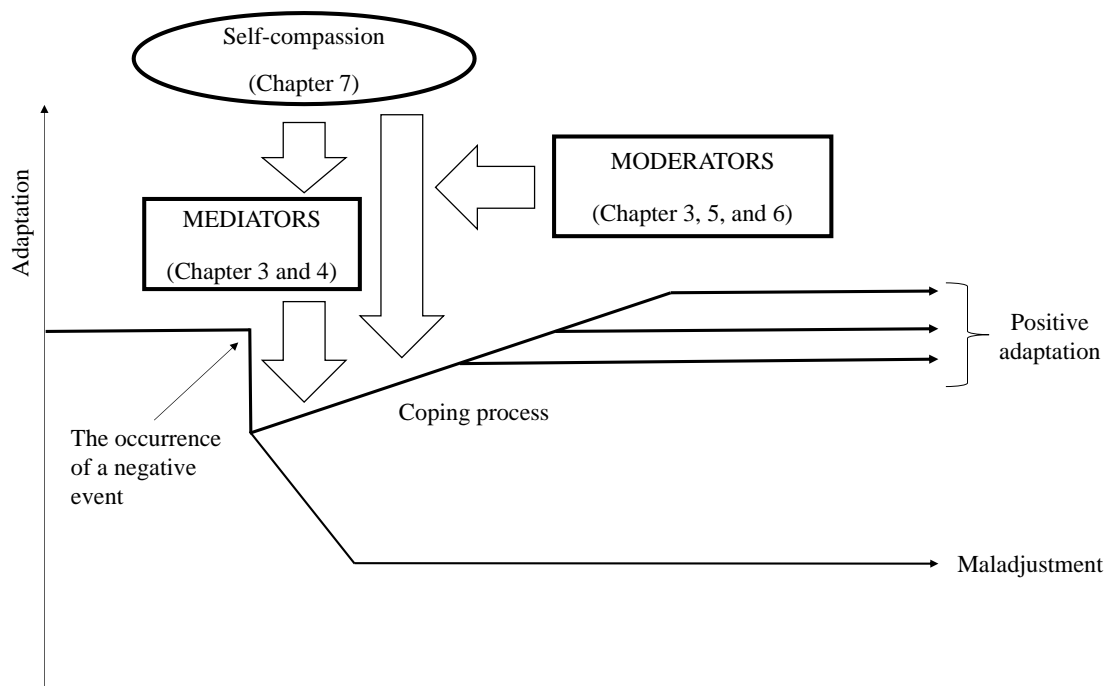 Self-compassion
(Chapter 7)
MODERATORS
(Chapter 3, 5, and 6)
MEDIATORS
(Chapter 3 and 4)
Adaptation
Positive
adaptation
Coping process
The occurrence
of a negative
event
Maladjustment